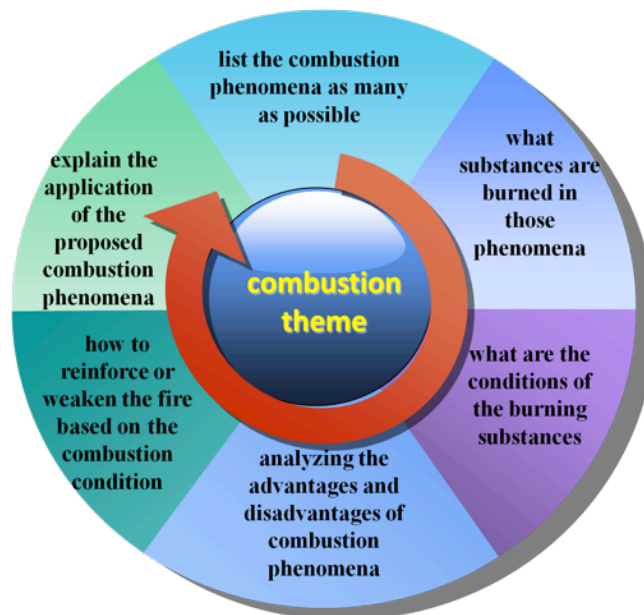 list the combustion
phenomena as many
as possible
what
substances are
burned in
those
phenomena
what are the
conditions of
the burning
substances
analyzing the
advantages and
disadvantages of
combustion
phenomena
how to
reinforce or
weaken the fire
based on the
combustion
condition
explain the
application
of the
proposed
combustion
phenomena
combustion
theme